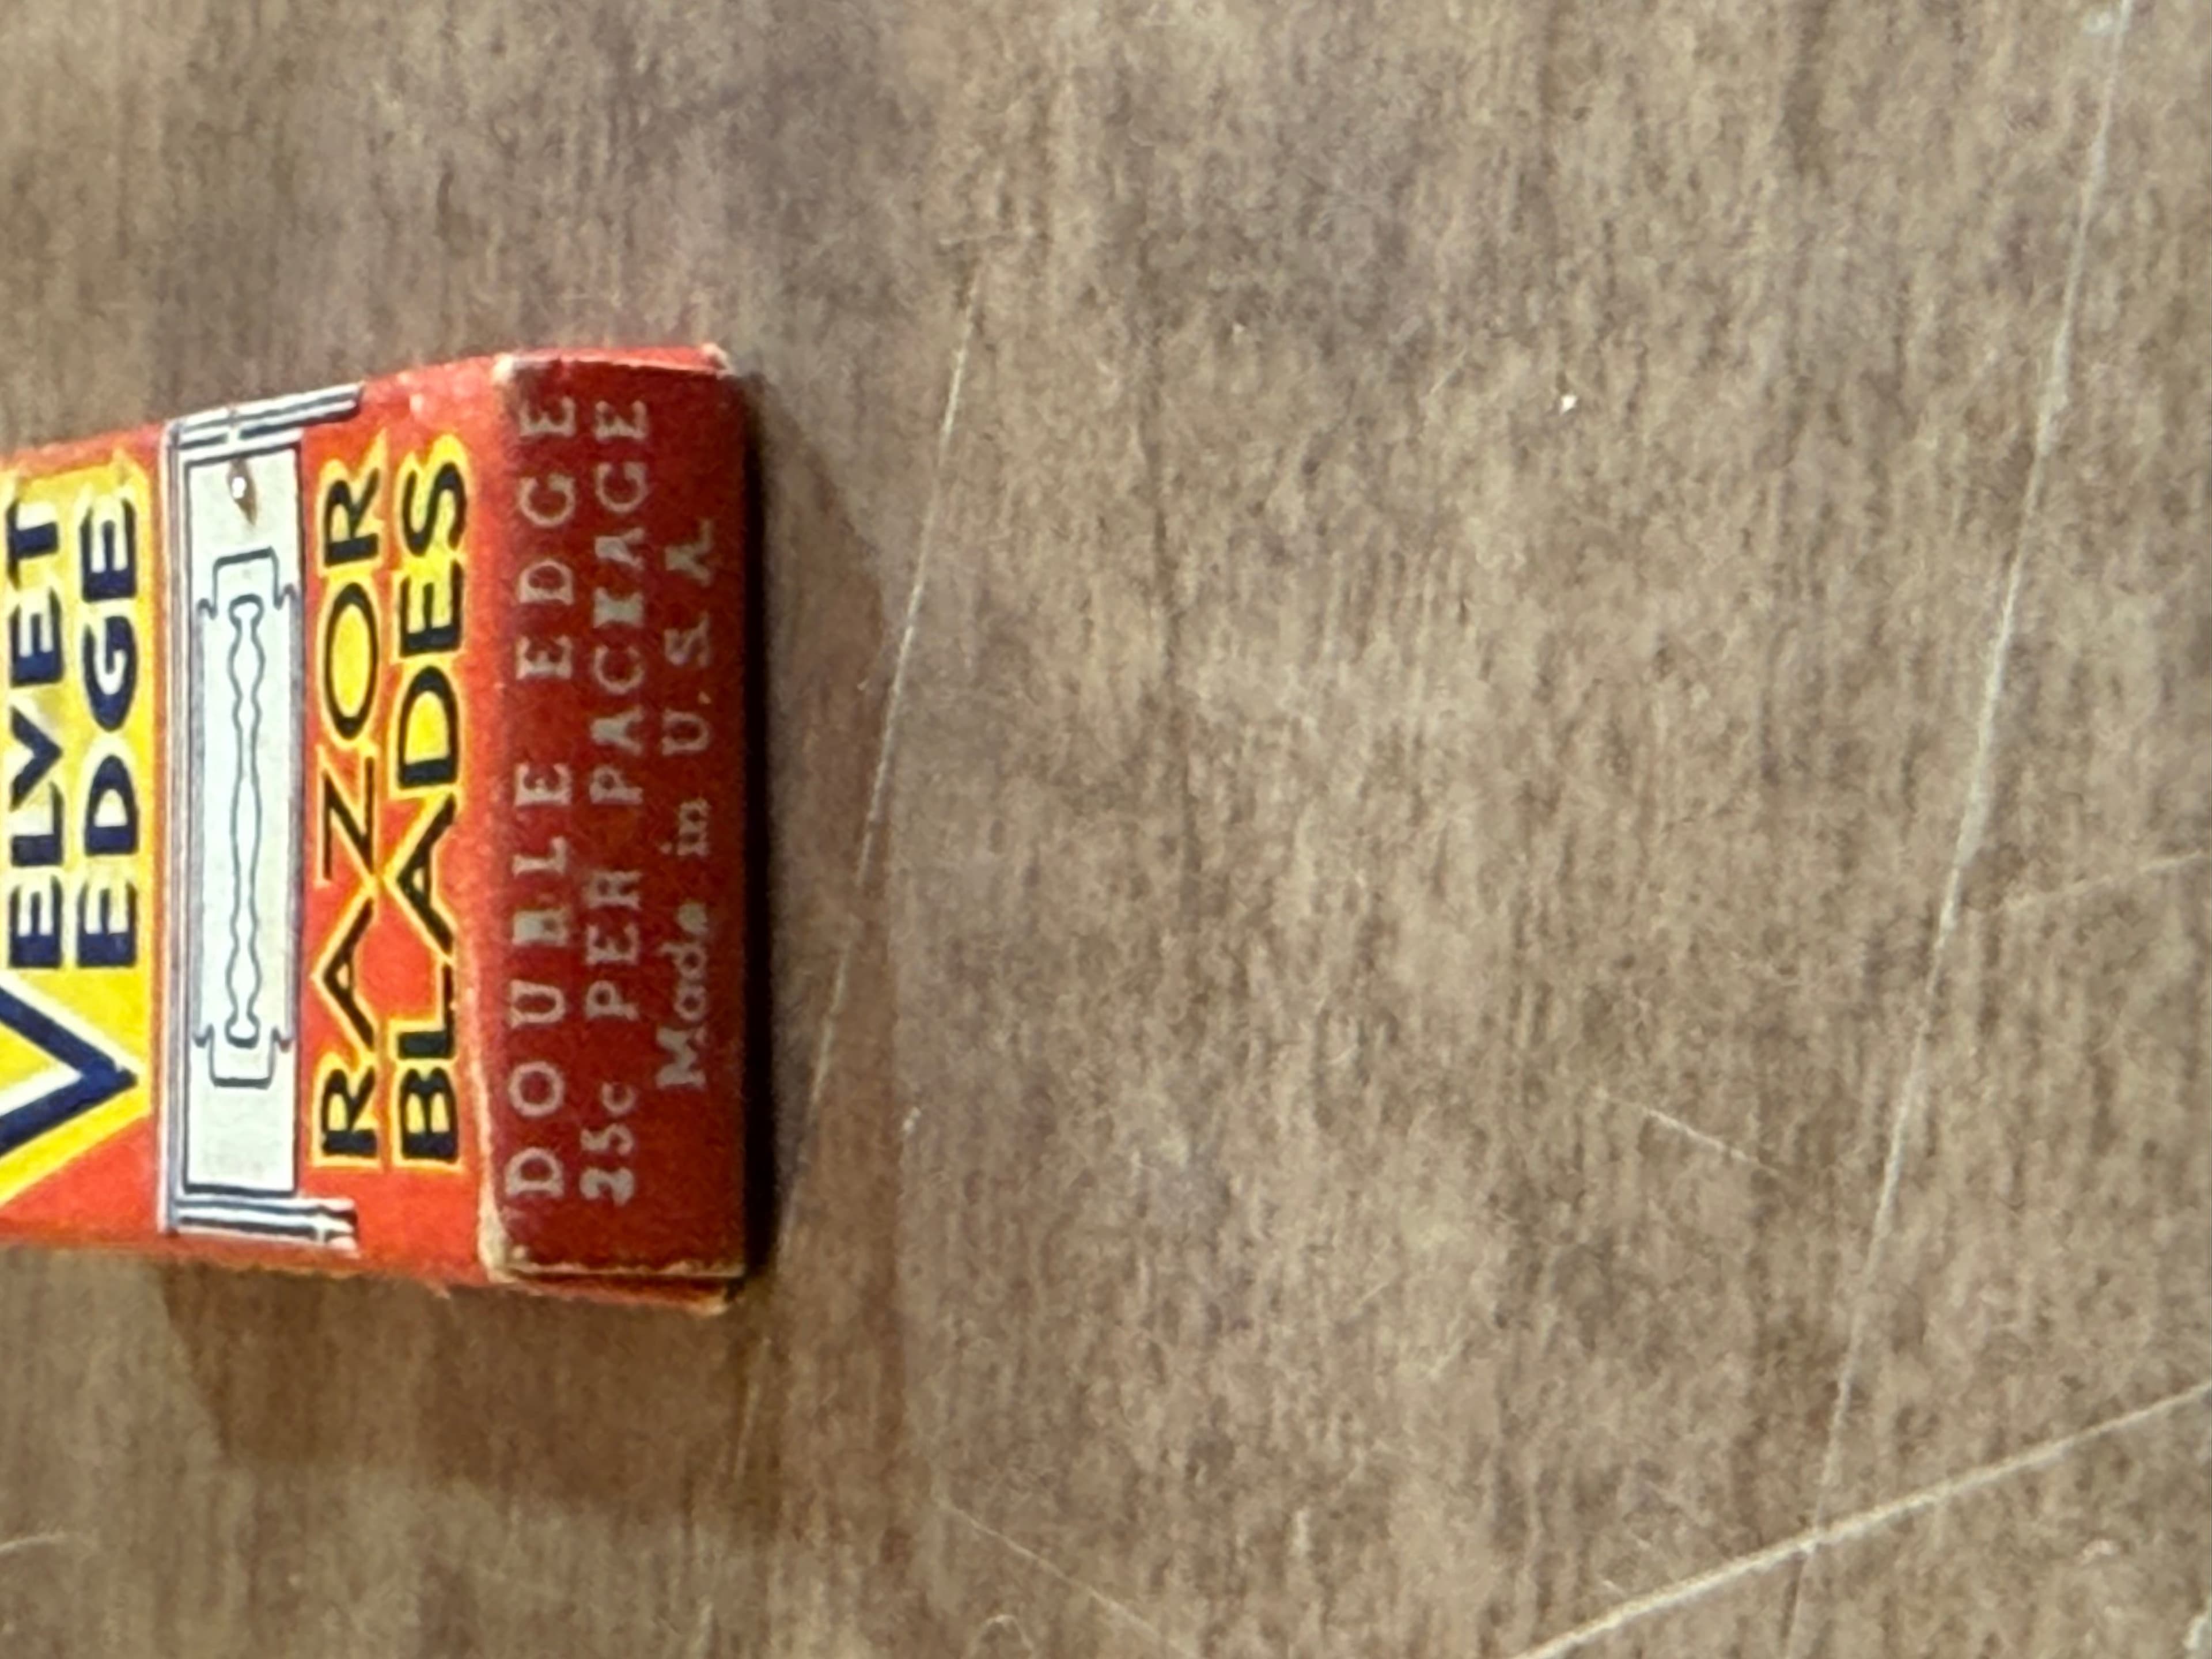 VELVET
EDGE
RAZOR
BLADES
DOUBLE EDGE
25c PER PACKAGE
Made in U.S.A.